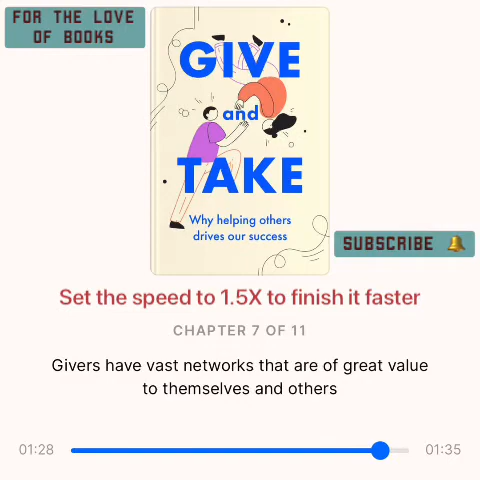 FOR THE LOVE
OF BOOKS
GIVE
and
TAKE
Why helping others
drives our success
SUBSCRIBE 🔔
Set the speed to 1.5X to finish it faster
CHAPTER 7 OF 11
Givers have vast networks that are of great value
to themselves and others
01:28
01:35